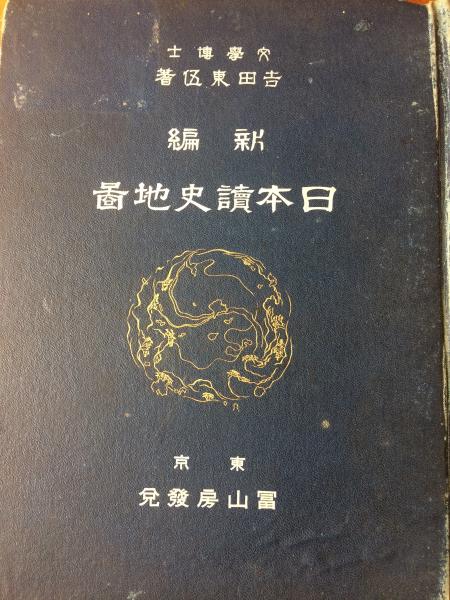 文學博士
吉田東伍著
新編
日本讀史地圖
東京
冨山房發兌